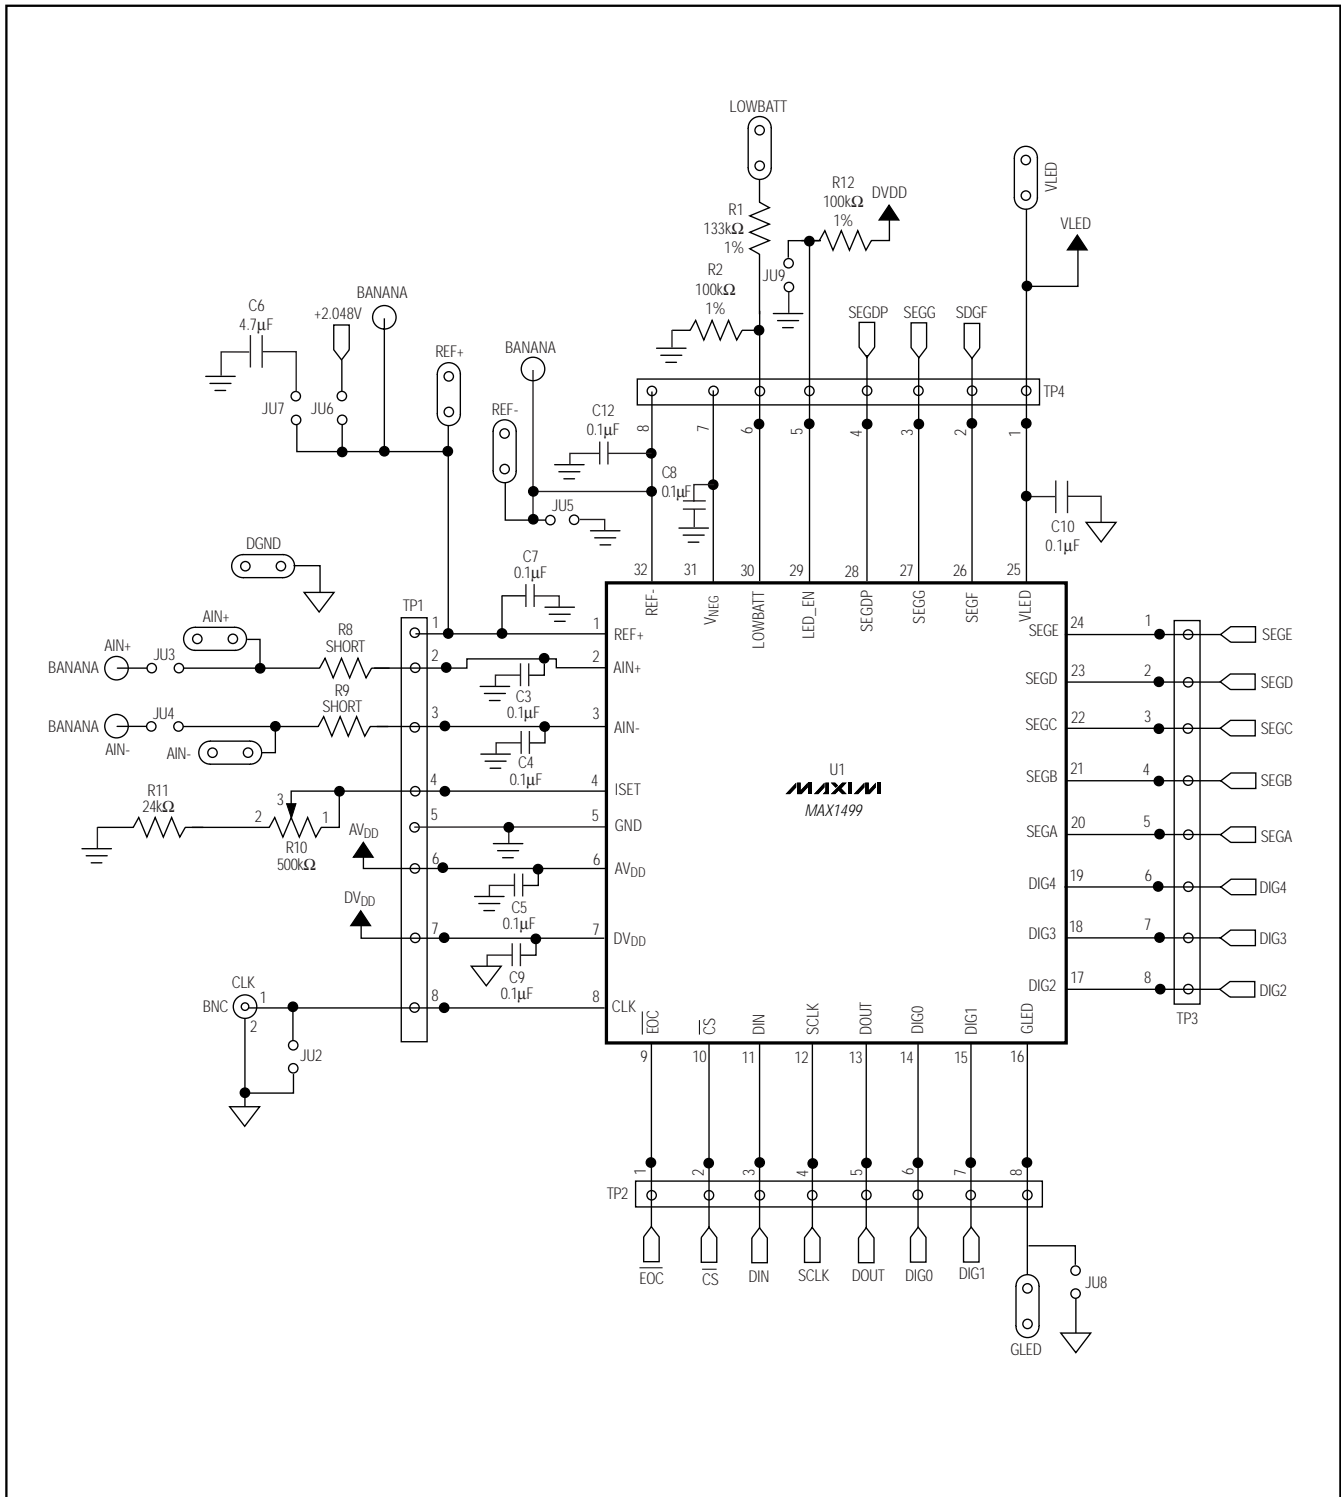 LOWBATT
VLED
R12
100kΩ
1%
DVDD
R1
133kΩ
1%
VLED
R2
100kΩ
1%
JU9
C6
4.7μF
+2.048V
BANANA
REF+
BANANA
SEGDP
SEGG
SDGF
JU7
JU6
REF-
TP4
C12
0.1μF
8
7
6
5
4
3
2
1
C8
0.1μF
JU5
C10
0.1μF
DGND
C7
0.1μF
32
31
30
29
28
27
26
25
REF-
VNEG
LOWBATT
LED_EN
SEGDP
SEGG
SEGF
VLED
TP1
1
1
REF+
SEGE
24
1
SEGE
AIN+
R8
SHORT
AIN+
BANANA
JU3
2
2
AIN+
C3
0.1μF
SEGD
23
2
SEGD
R9
SHORT
BANANA
JU4
AIN-
AIN-
3
3
AIN-
C4
0.1μF
SEGC
22
3
SEGC
U1
MAXIM
MAX1499
SEGB
21
4
SEGB
R11
24kΩ
3
2
1
R10
500kΩ
4
4
ISET
5
5
GND
SEGA
20
5
SEGA
AVDD
6
6
AVDD
C5
0.1μF
DIG4
19
6
DIG4
DVDD
7
7
DVDD
C9
0.1μF
DIG3
18
7
DIG3
DIG2
17
8
DIG2
TP3
CLK
BNC
1
2
8
8
CLK
JU2
EOC
CS
DIN
SCLK
DOUT
DIG0
DIG1
GLED
9
10
11
12
13
14
15
16
1
2
3
4
5
6
7
8
TP2
EOC
CS
DIN
SCLK
DOUT
DIG0
DIG1
JU8
GLED